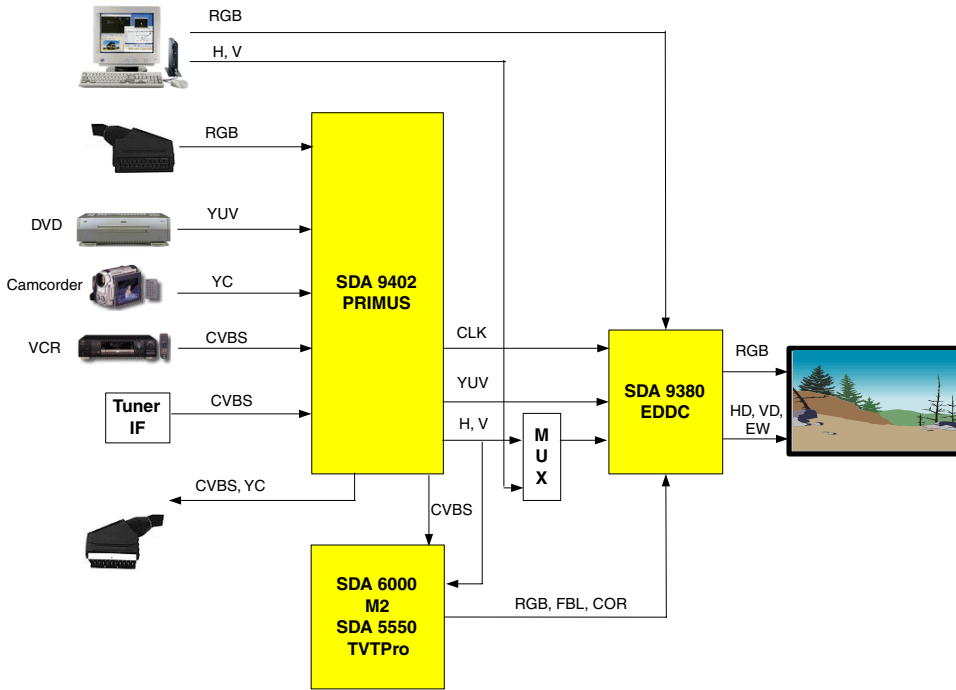 RGB
H, V
RGB
DVD
YUV
Camcorder
YC
SDA 9402
PRIMUS
VCR
CVBS
CLK
Tuner
IF
CVBS
YUV
H, V
M
U
X
SDA 9380
EDDC
RGB
HD, VD,
EW
CVBS, YC
CVBS
SDA 6000
M2
SDA 5550
TVTPro
RGB, FBL, COR